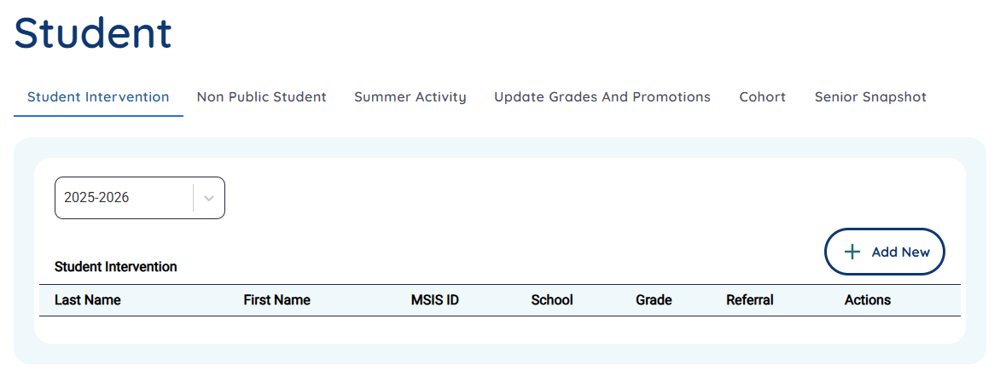 Student
Student Intervention Non Public Student Summer Activity Update Grades And Promotions Cohort Senior Snapshot
2025-2026
Add New
Student Intervention
Last Name First Name MSIS ID School Grade Referral Actions